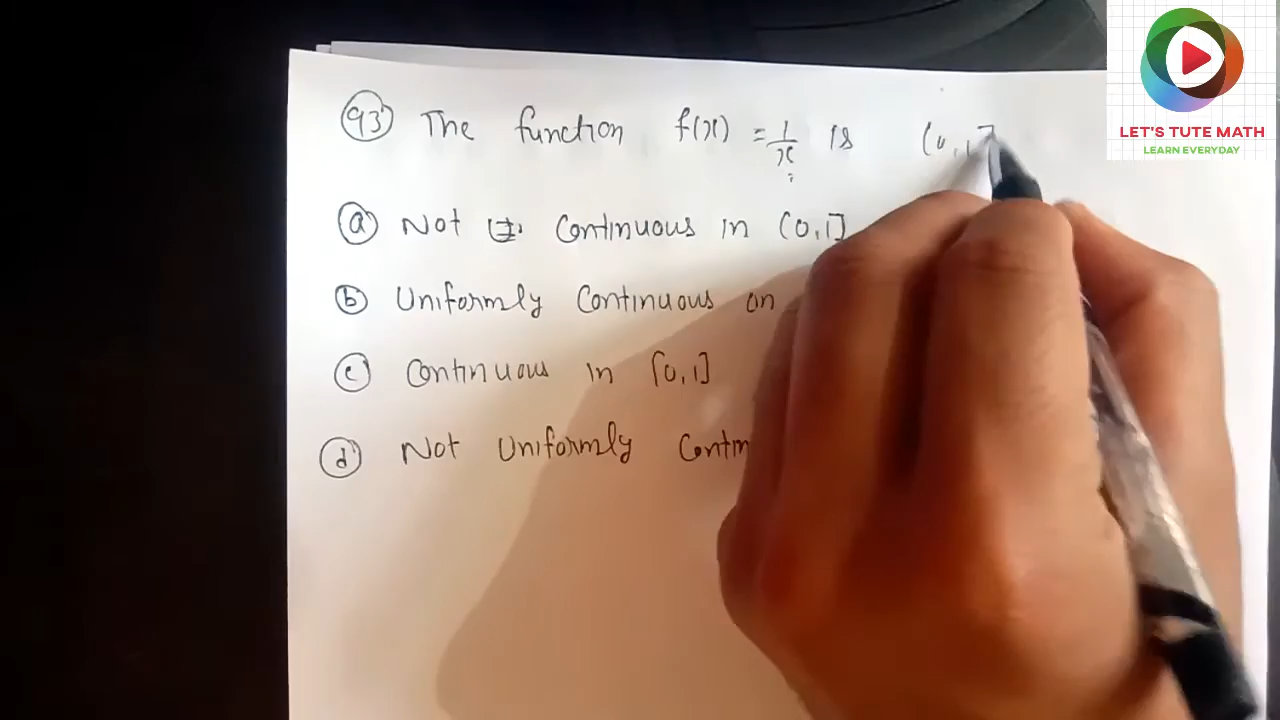 93 The function f(x) = 1/x is (0,1]
a Not continuous in (0,1]
b Uniformly Continuous on
c Continuous in [0,1]
d Not Uniformly Contin
LET'S TUTE MATH
LEARN EVERYDAY